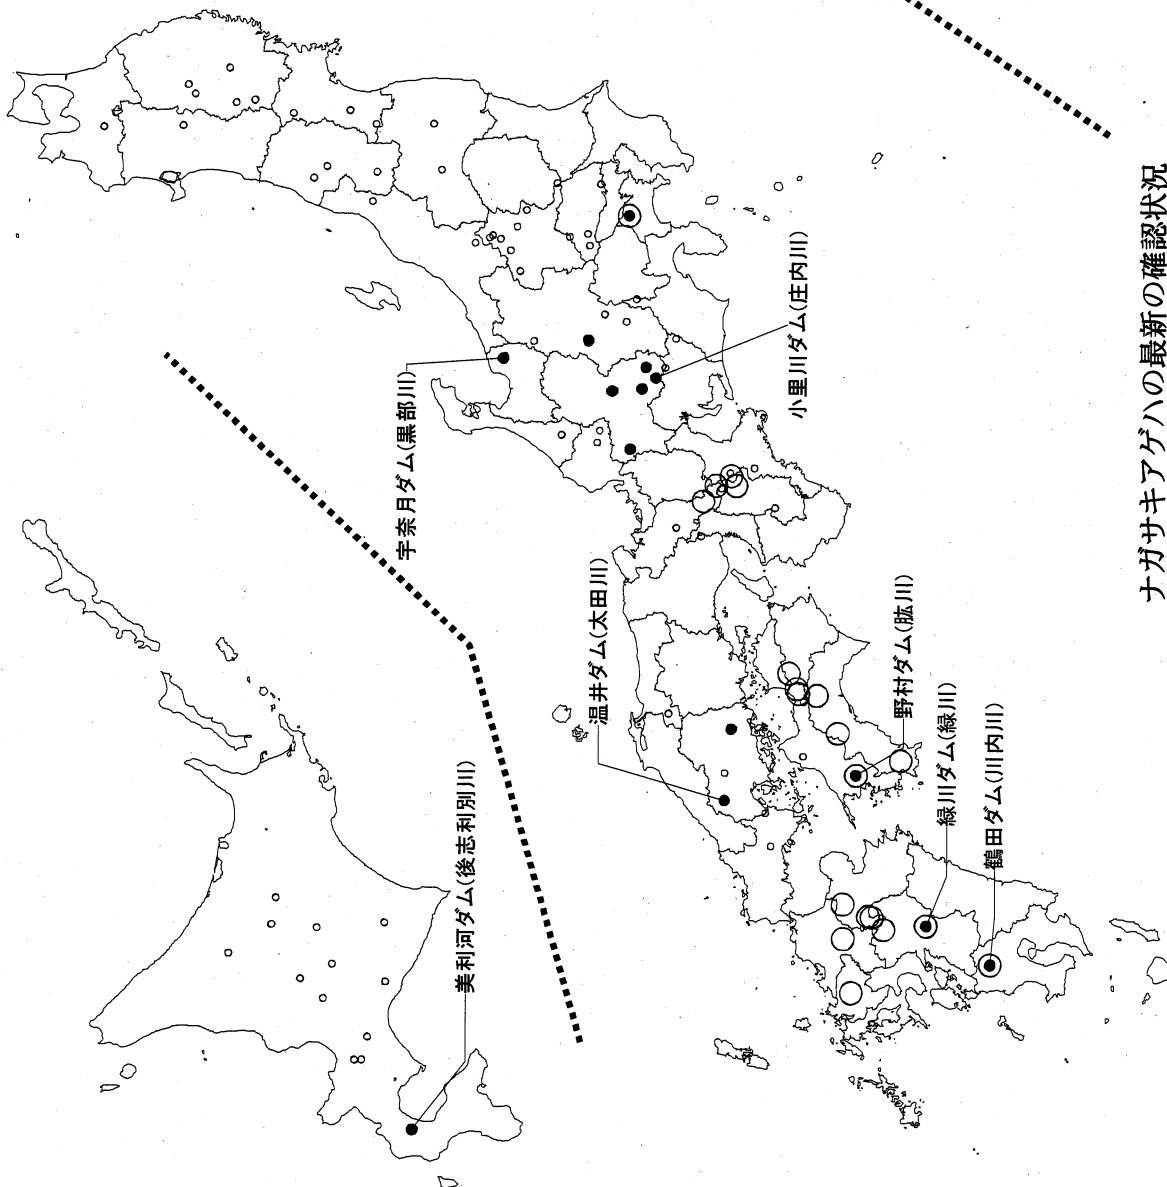 ナガサキアゲハの最新の確認状況
美利河ダム(後志利別川)
宇奈月ダム(黒部川)
小里川ダム(庄内川)
温井ダム(太田川)
野村ダム(肱川)
緑川ダム(緑川)
鶴田ダム(川内川)